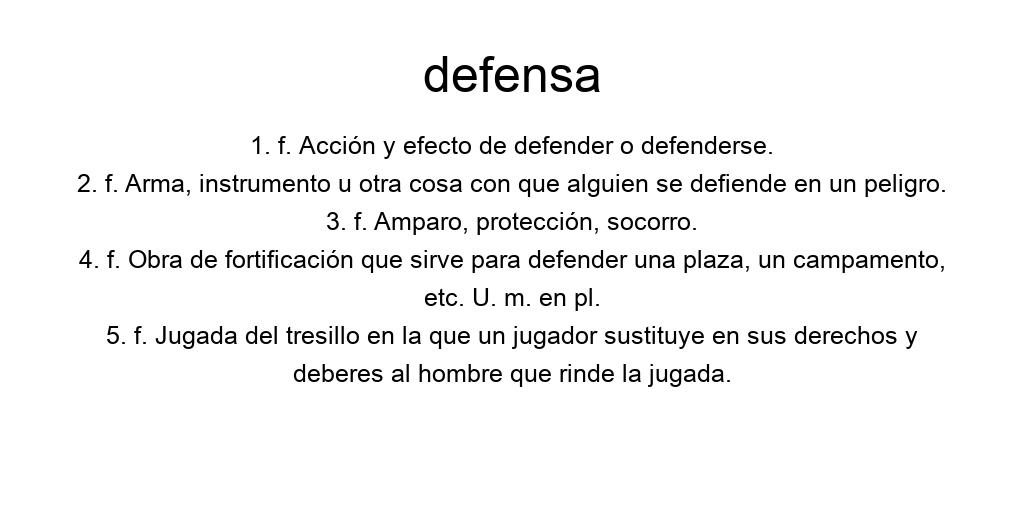 defensa
1. f. Acción y efecto de defender o defenderse.
2. f. Arma, instrumento u otra cosa con que alguien se defiende en un peligro.
3. f. Amparo, protección, socorro.
4. f. Obra de fortificación que sirve para defender una plaza, un campamento,
etc. U. m. en pl.
5. f. Jugada del tresillo en la que un jugador sustituye en sus derechos y
deberes al hombre que rinde la jugada.